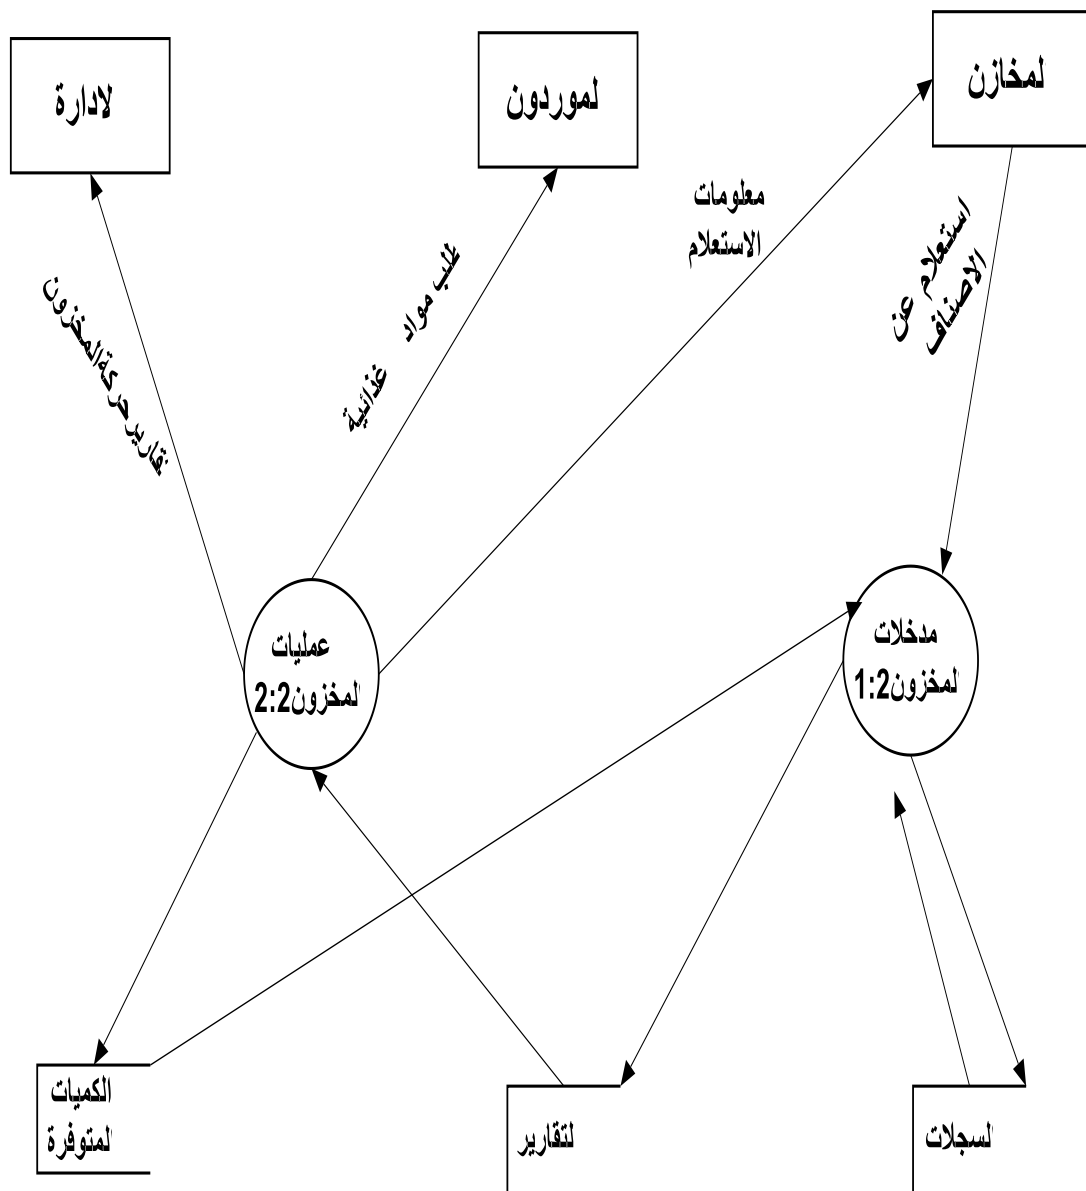 لمخازن
لموردون
لادارة
معلومات
الاستعلام
استعلام عن
الاصناف
طلب مواد غذائية
تقارير حركة المخزون
مدخلات
لمخزون1:2
عمليات
لمخزون2:2
السجلات
لتقارير
الكميات
لمتوفرة